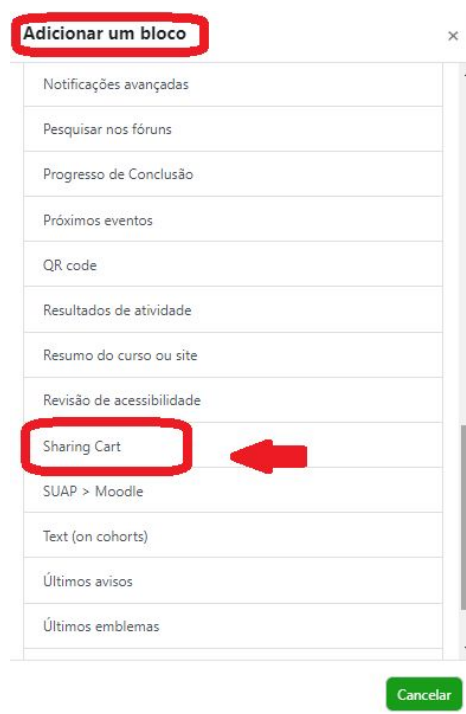 Adicionar um bloco
×
Notificações avançadas
Pesquisar nos fóruns
Progresso de Conclusão
Próximos eventos
QR code
Resultados de atividade
Resumo do curso ou site
Revisão de acessibilidade
Sharing Cart
SUAP > Moodle
Text (on cohorts)
Últimos avisos
Últimos emblemas
Cancelar